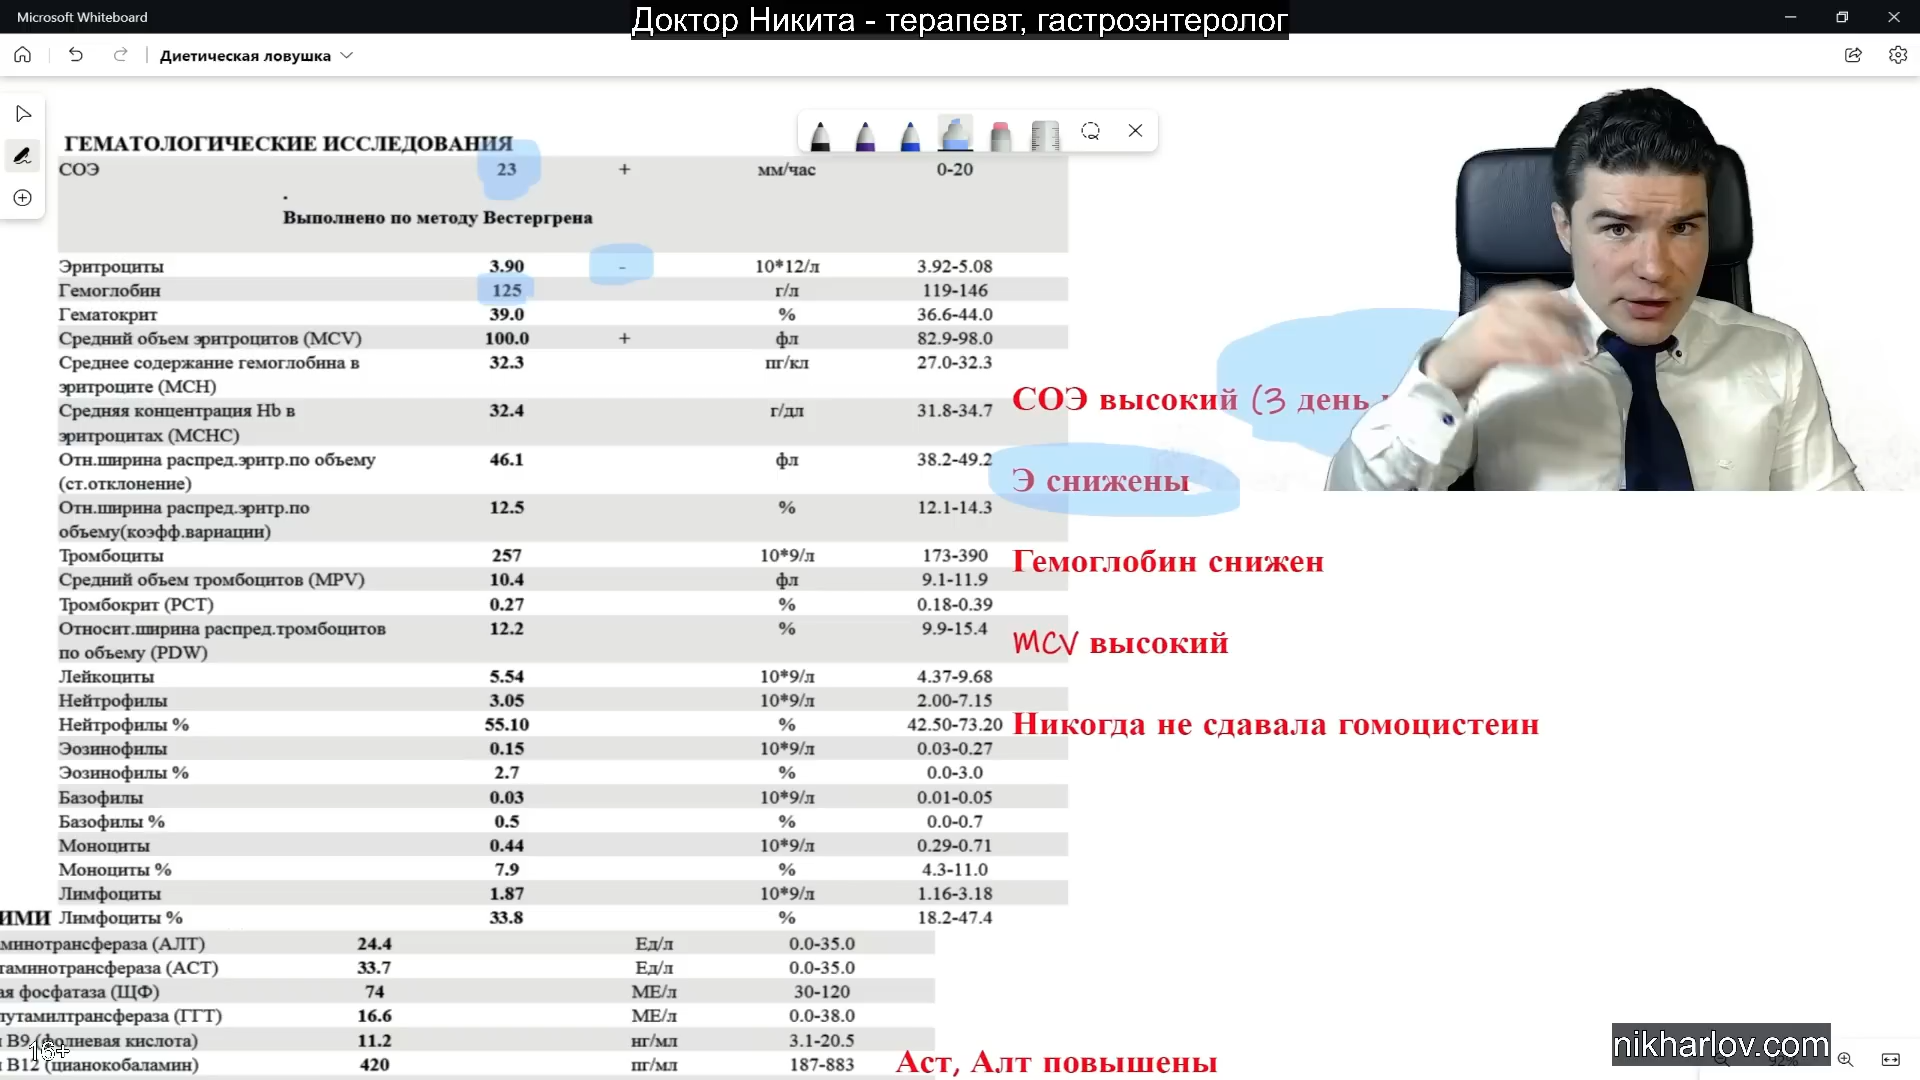 Microsoft Whiteboard
Доктор Никита - терапевт, гастроэнтеролог
Диетическая ловушка
ГЕМАТОЛОГИЧЕСКИЕ ИССЛЕДОВАНИЯ
СОЭ 23 + мм/час 0-20
.
Выполнено по методу Вестергрена
Эритроциты 3.90 - 10*12/л 3.92-5.08
Гемоглобин 125 г/л 119-146
Гематокрит 39.0 % 36.6-44.0
Средний объем эритроцитов (MCV) 100.0 + фл 82.9-98.0
Среднее содержание гемоглобина в 32.3 пг/кл 27.0-32.3
эритроците (МСН)
Средняя концентрация Hb в 32.4 г/дл 31.8-34.7
эритроцитах (МСНС)
Отн.ширина распред.эритр.по объему 46.1 фл 38.2-49.2
(ст.отклонение)
Отн.ширина распред.эритр.по 12.5 % 12.1-14.3
объему(коэфф.вариации)
Тромбоциты 257 10*9/л 173-390
Средний объем тромбоцитов (MPV) 10.4 фл 9.1-11.9
Тромбокрит (РСТ) 0.27 % 0.18-0.39
Относит.ширина распред.тромбоцитов 12.2 % 9.9-15.4
по объему (PDW)
Лейкоциты 5.54 10*9/л 4.37-9.68
Нейтрофилы 3.05 10*9/л 2.00-7.15
Нейтрофилы % 55.10 % 42.50-73.20
Эозинофилы 0.15 10*9/л 0.03-0.27
Эозинофилы % 2.7 % 0.0-3.0
Базофилы 0.03 10*9/л 0.01-0.05
Базофилы % 0.5 % 0.0-0.7
Моноциты 0.44 10*9/л 0.29-0.71
Моноциты % 7.9 % 4.3-11.0
Лимфоциты 1.87 10*9/л 1.16-3.18
ИМИ Лимфоциты % 33.8 % 18.2-47.4
минотрансфераза (АЛТ) 24.4 Ед/л 0.0-35.0
таминотрансфераза (АСТ) 33.7 Ед/л 0.0-35.0
ая фосфатаза (ЩФ) 74 МЕ/л 30-120
лутамилтрансфераза (ГГТ) 16.6 МЕ/л 0.0-38.0
B9 (фолиевая кислота) 11.2 нг/мл 3.1-20.5
B12 (цианокобаламин) 420 пг/мл 187-883
СОЭ высокий (3 день
Э снижены
Гемоглобин снижен
MCV высокий
Никогда не сдавала гомоцистеин
Аст, Алт повышены
16+
nikharlov.com